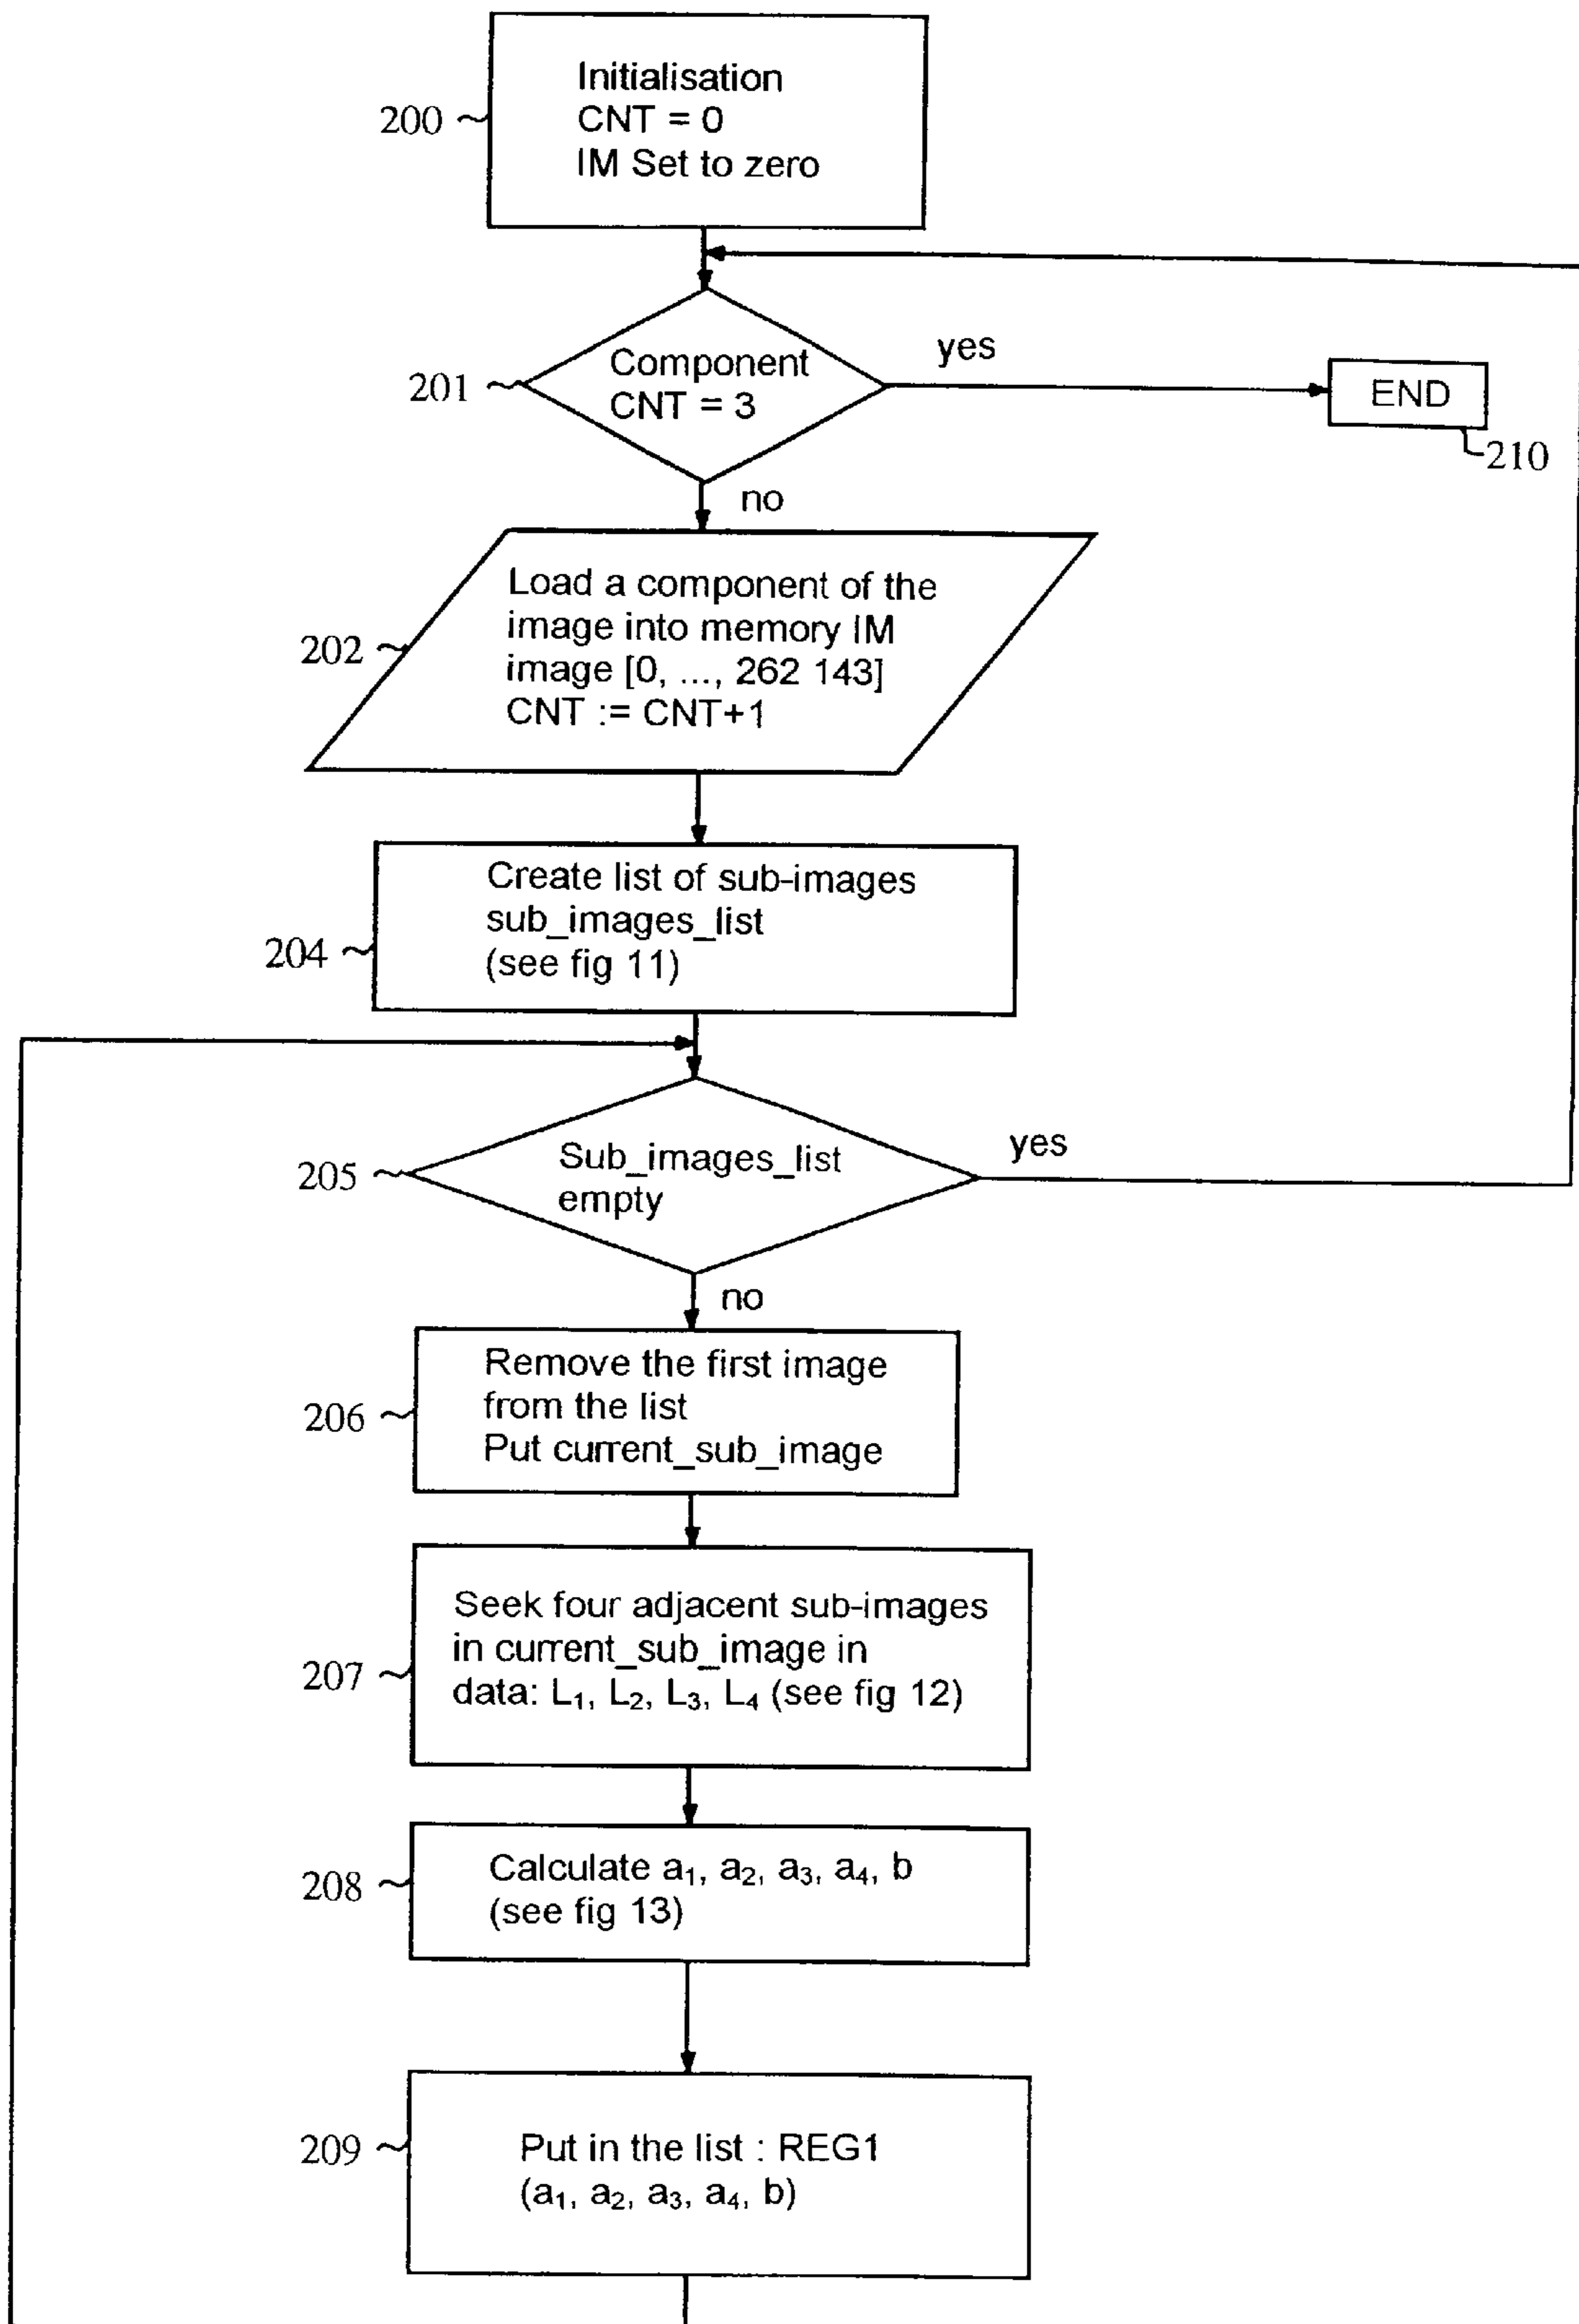 Initialisation
CNT = 0
IM Set to zero
200
Component
CNT = 3
201
yes
END
210
no
Load a component of the
image into memory IM
image [0, ..., 262 143]
CNT := CNT+1
202
Create list of sub-images
sub_images_list
(see fig 11)
204
Sub_images_list
empty
205
yes
no
Remove the first image
from the list
Put current_sub_image
206
Seek four adjacent sub-images
in current_sub_image in
data: L₁, L₂, L₃, L₄ (see fig 12)
207
Calculate a₁, a₂, a₃, a₄, b
(see fig 13)
208
Put in the list : REG1
(a₁, a₂, a₃, a₄, b)
209